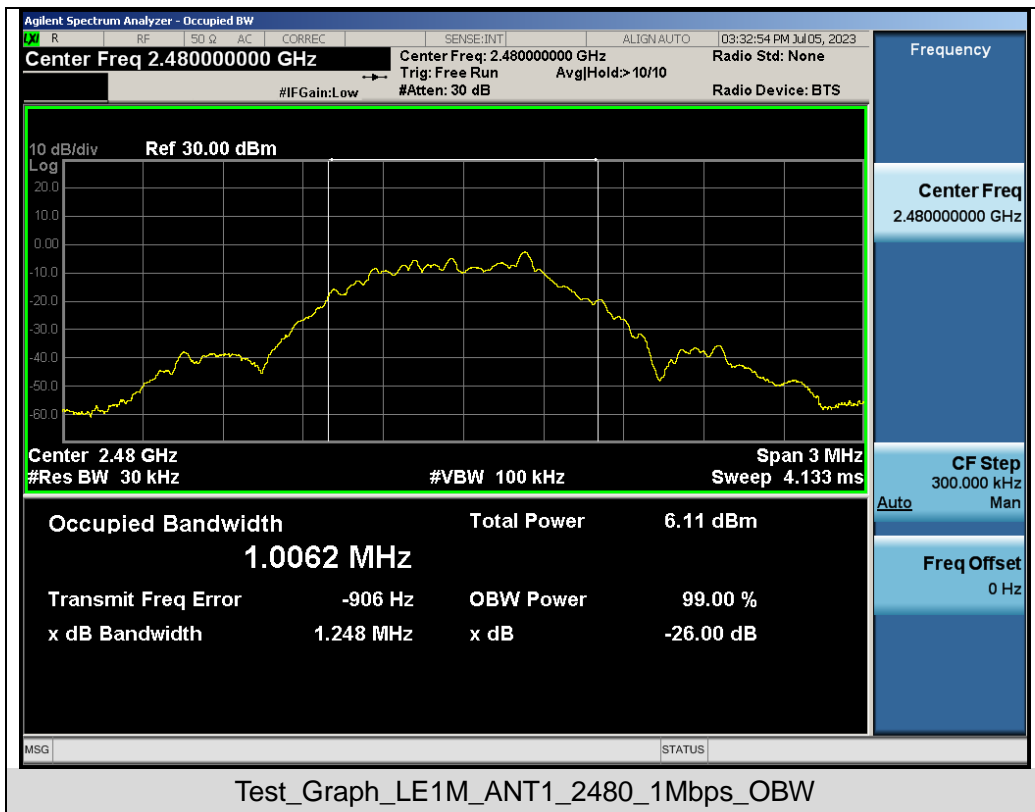 Agilent Spectrum Analyzer - Occupied BW
LXI R RF 50 Ω AC CORREC SENSE:INT ALIGN AUTO 03:32:54 PM Jul 05, 2023
Center Freq 2.480000000 GHz
Center Freq: 2.480000000 GHz
Radio Std: None
Trig: Free Run Avg|Hold:>10/10
#IFGain:Low
#Atten: 30 dB
Radio Device: BTS
10 dB/div Ref 30.00 dBm
Log
20.0
10.0
0.00
-10.0
-20.0
-30.0
-40.0
-50.0
-60.0
Center 2.48 GHz
Span 3 MHz
#Res BW 30 kHz
#VBW 100 kHz
Sweep 4.133 ms
Occupied Bandwidth
Total Power 6.11 dBm
1.0062 MHz
Transmit Freq Error -906 Hz
OBW Power 99.00 %
x dB Bandwidth 1.248 MHz
x dB -26.00 dB
MSG
STATUS
Frequency
Center Freq
2.480000000 GHz
CF Step
300.000 kHz
Auto Man
Freq Offset
0 Hz
Test_Graph_LE1M_ANT1_2480_1Mbps_OBW